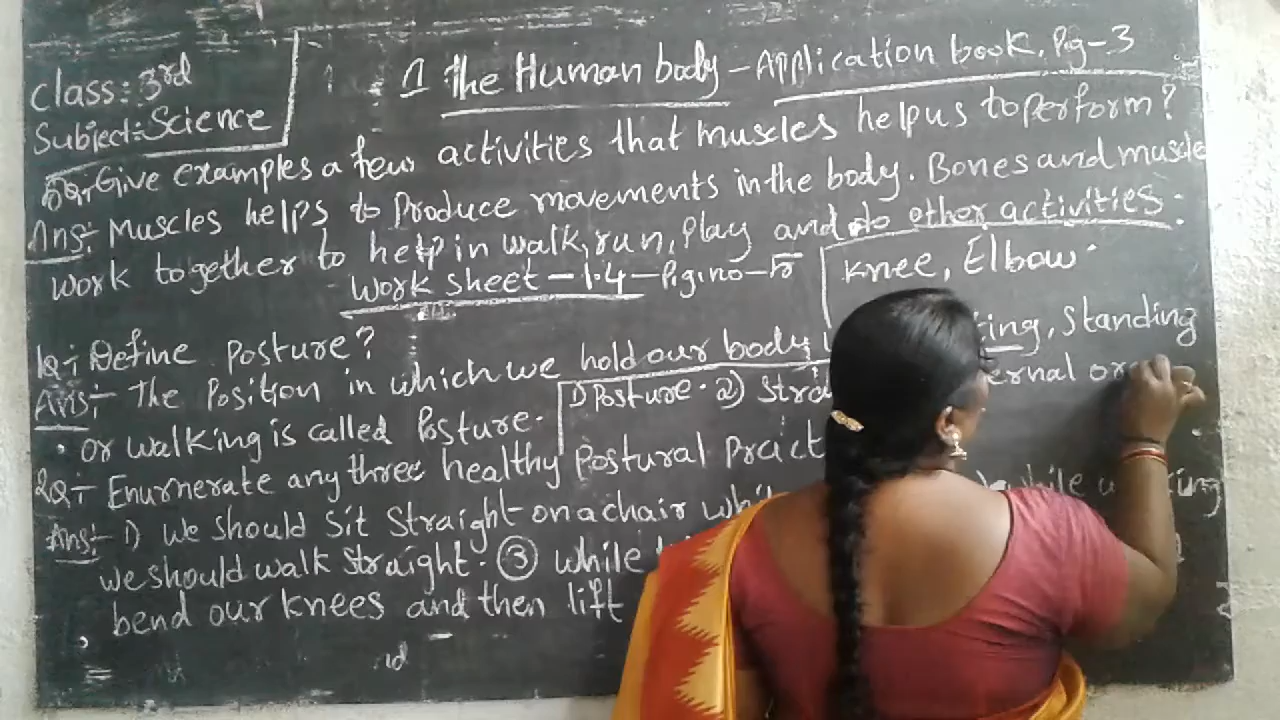 Class: 3rd
Subject: Science
1 The Human body - Application book. Pg-3
5Q:- Give examples a few activities that muscles help us to perform?
Ans:- Muscles helps to produce movements in the body. Bones and muscle
work together to help in walk, run, play and do other activities.
Work sheet - 1.4 - Pg.no - 5
Knee, Elbow
1Q:- Define Posture?
Ans:- The Position in which we hold our body
ting, standing
or walking is called Posture.
1) Posture. 2) Stra
ernal or
2Q:- Enumerate any three healthy Postural Pract
Ans:- 1) We should sit straight on a chair whi
while
we should walk straight. 3 while
bend our knees and then lift